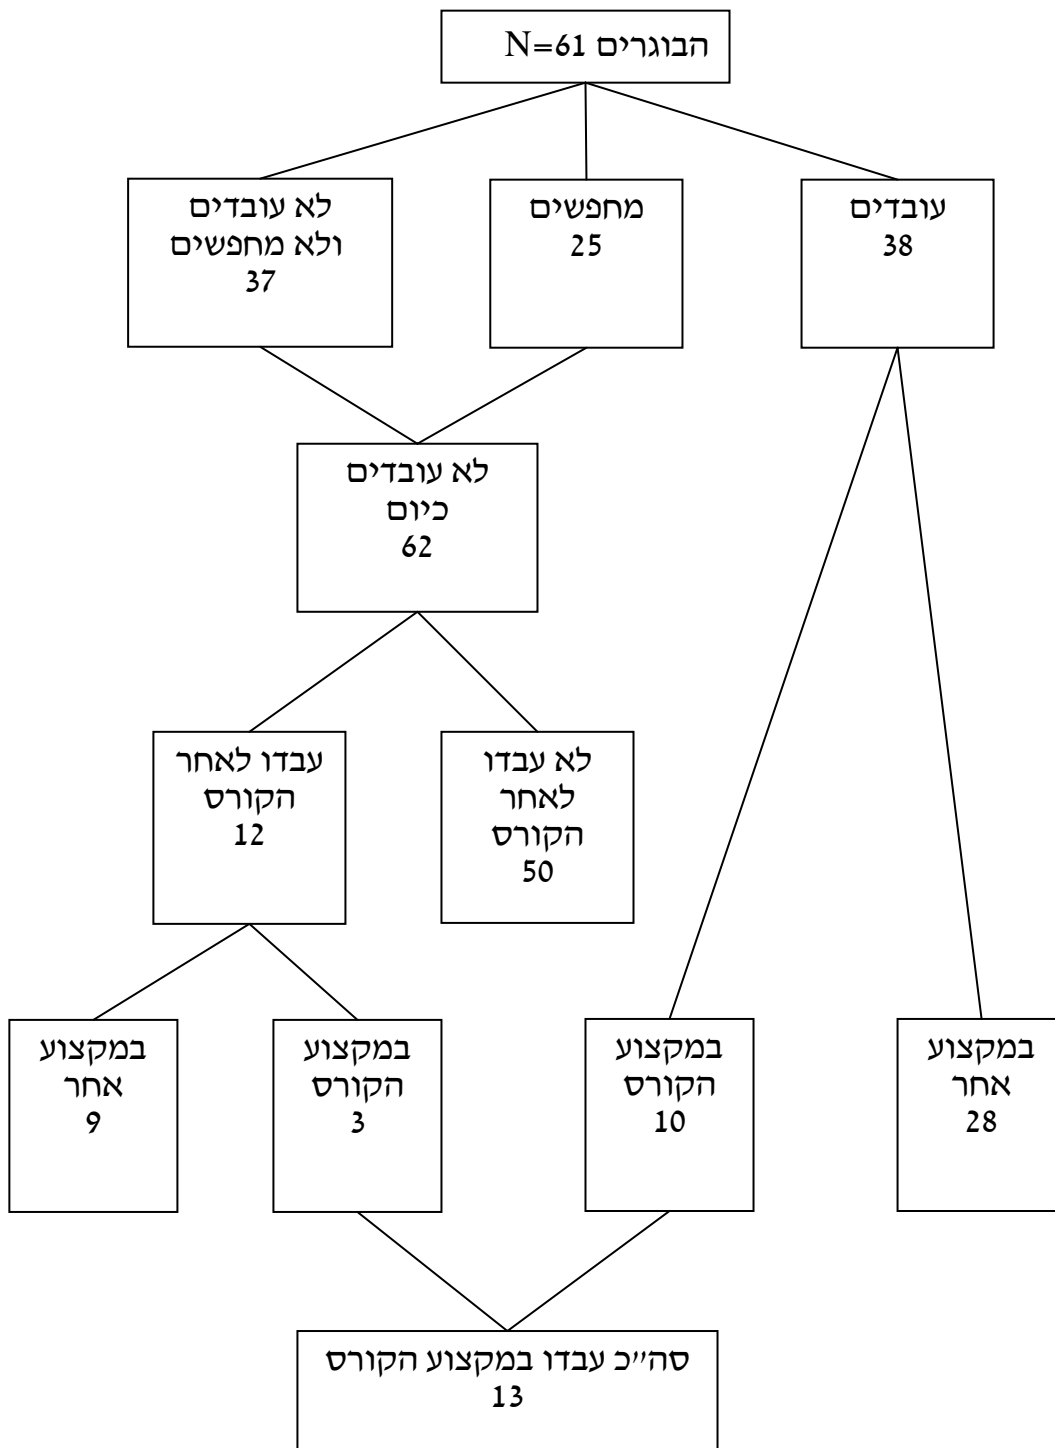 הבוגרים N=61
עובדים
38
מחפשים
25
לא עובדים
ולא מחפשים
37
לא עובדים
כיום
62
לא עבדו
לאחר
הקורס
50
עבדו לאחר
הקורס
12
במקצוע
אחר
28
במקצוע
הקורס
10
במקצוע
הקורס
3
במקצוע
אחר
9
סה״כ עבדו במקצוע הקורס
13